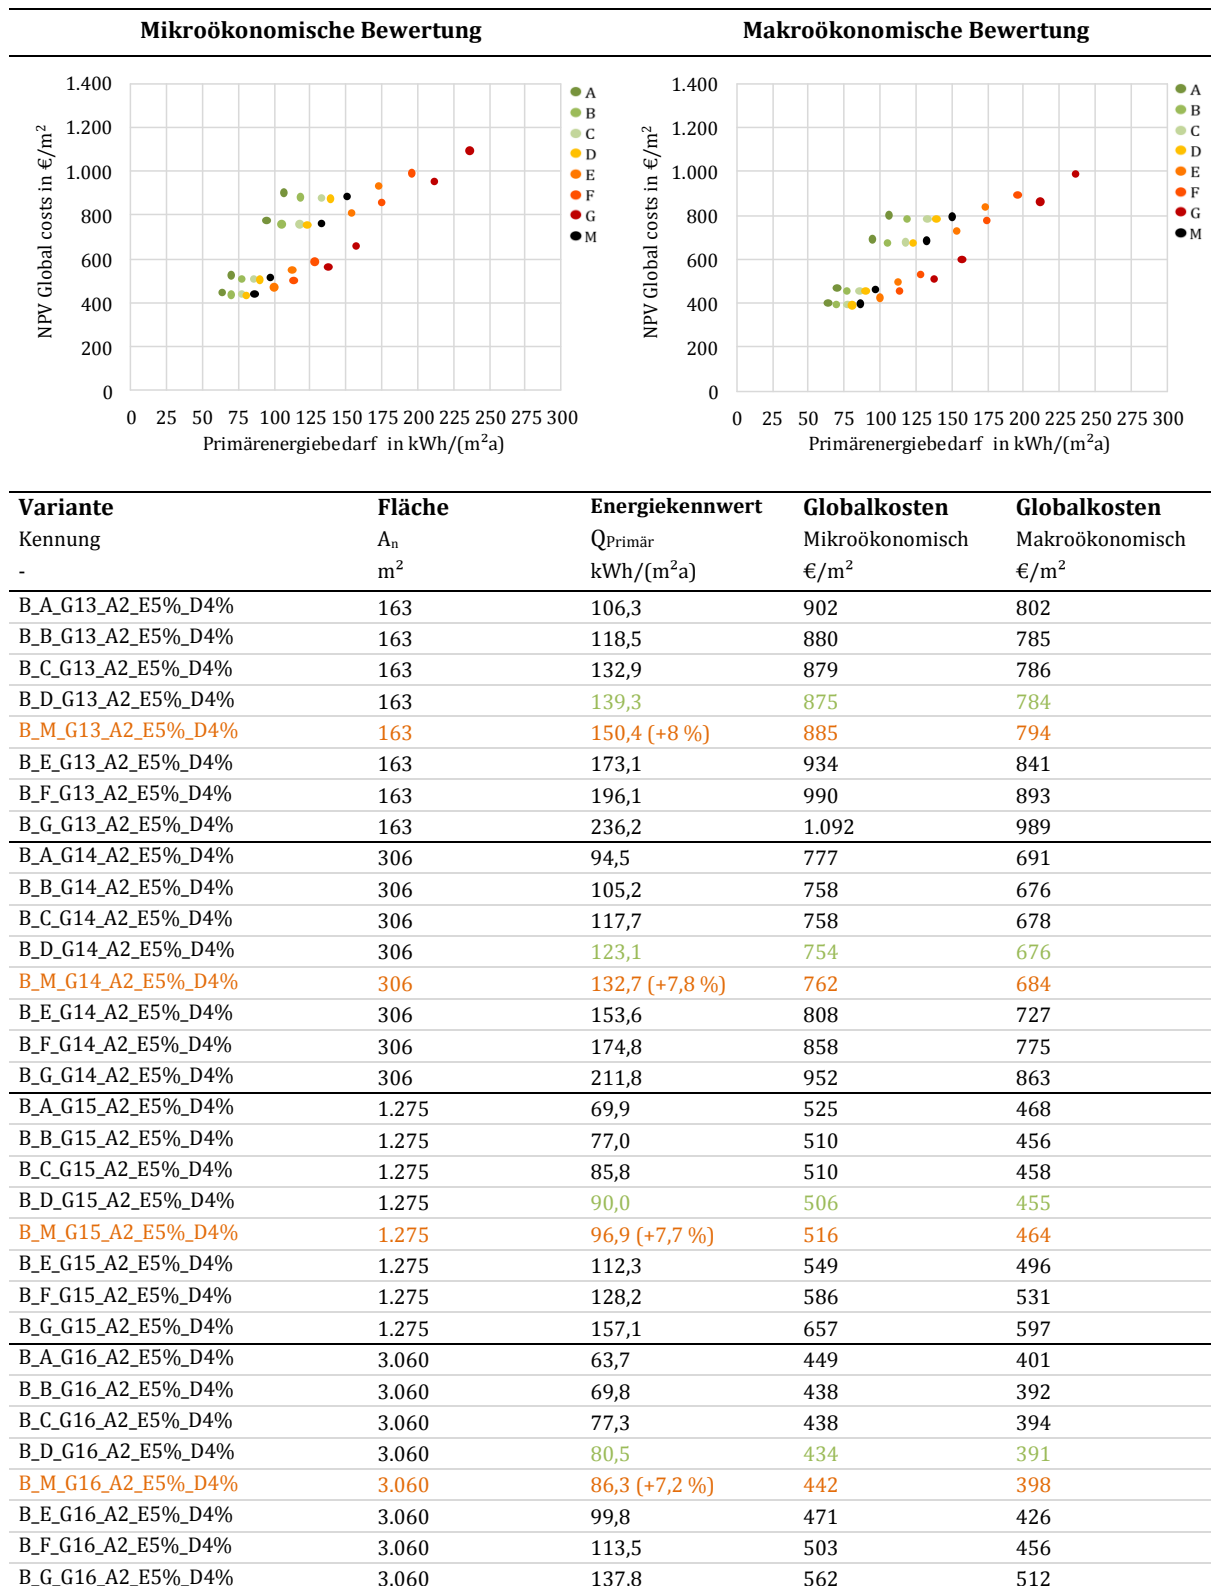 Mikroökonomische Bewertung
Makroökonomische Bewertung
1.400
1.200
1.000
800
600
400
200
0
NPV Global costs in €/m²
0 25 50 75 100 125 150 175 200 225 250 275 300
Primärenergiebedarf in kWh/(m²a)
A
B
C
D
E
F
G
M
1.400
1.200
1.000
800
600
400
200
0
NPV Global costs in €/m²
0 25 50 75 100 125 150 175 200 225 250 275 300
Primärenergiebedarf in kWh/(m²a)
A
B
C
D
E
F
G
M
Variante Fläche Energiekennwert Globalkosten Globalkosten
Kennung An QPrimär Mikroökonomisch Makroökonomisch
- m² kWh/(m²a) €/m² €/m²
B_A_G13_A2_E5%_D4% 163 106,3 902 802
B_B_G13_A2_E5%_D4% 163 118,5 880 785
B_C_G13_A2_E5%_D4% 163 132,9 879 786
B_D_G13_A2_E5%_D4% 163 139,3 875 784
B_M_G13_A2_E5%_D4% 163 150,4 (+8 %) 885 794
B_E_G13_A2_E5%_D4% 163 173,1 934 841
B_F_G13_A2_E5%_D4% 163 196,1 990 893
B_G_G13_A2_E5%_D4% 163 236,2 1.092 989
B_A_G14_A2_E5%_D4% 306 94,5 777 691
B_B_G14_A2_E5%_D4% 306 105,2 758 676
B_C_G14_A2_E5%_D4% 306 117,7 758 678
B_D_G14_A2_E5%_D4% 306 123,1 754 676
B_M_G14_A2_E5%_D4% 306 132,7 (+7,8 %) 762 684
B_E_G14_A2_E5%_D4% 306 153,6 808 727
B_F_G14_A2_E5%_D4% 306 174,8 858 775
B_G_G14_A2_E5%_D4% 306 211,8 952 863
B_A_G15_A2_E5%_D4% 1.275 69,9 525 468
B_B_G15_A2_E5%_D4% 1.275 77,0 510 456
B_C_G15_A2_E5%_D4% 1.275 85,8 510 458
B_D_G15_A2_E5%_D4% 1.275 90,0 506 455
B_M_G15_A2_E5%_D4% 1.275 96,9 (+7,7 %) 516 464
B_E_G15_A2_E5%_D4% 1.275 112,3 549 496
B_F_G15_A2_E5%_D4% 1.275 128,2 586 531
B_G_G15_A2_E5%_D4% 1.275 157,1 657 597
B_A_G16_A2_E5%_D4% 3.060 63,7 449 401
B_B_G16_A2_E5%_D4% 3.060 69,8 438 392
B_C_G16_A2_E5%_D4% 3.060 77,3 438 394
B_D_G16_A2_E5%_D4% 3.060 80,5 434 391
B_M_G16_A2_E5%_D4% 3.060 86,3 (+7,2 %) 442 398
B_E_G16_A2_E5%_D4% 3.060 99,8 471 426
B_F_G16_A2_E5%_D4% 3.060 113,5 503 456
B_G_G16_A2_E5%_D4% 3.060 137,8 562 512